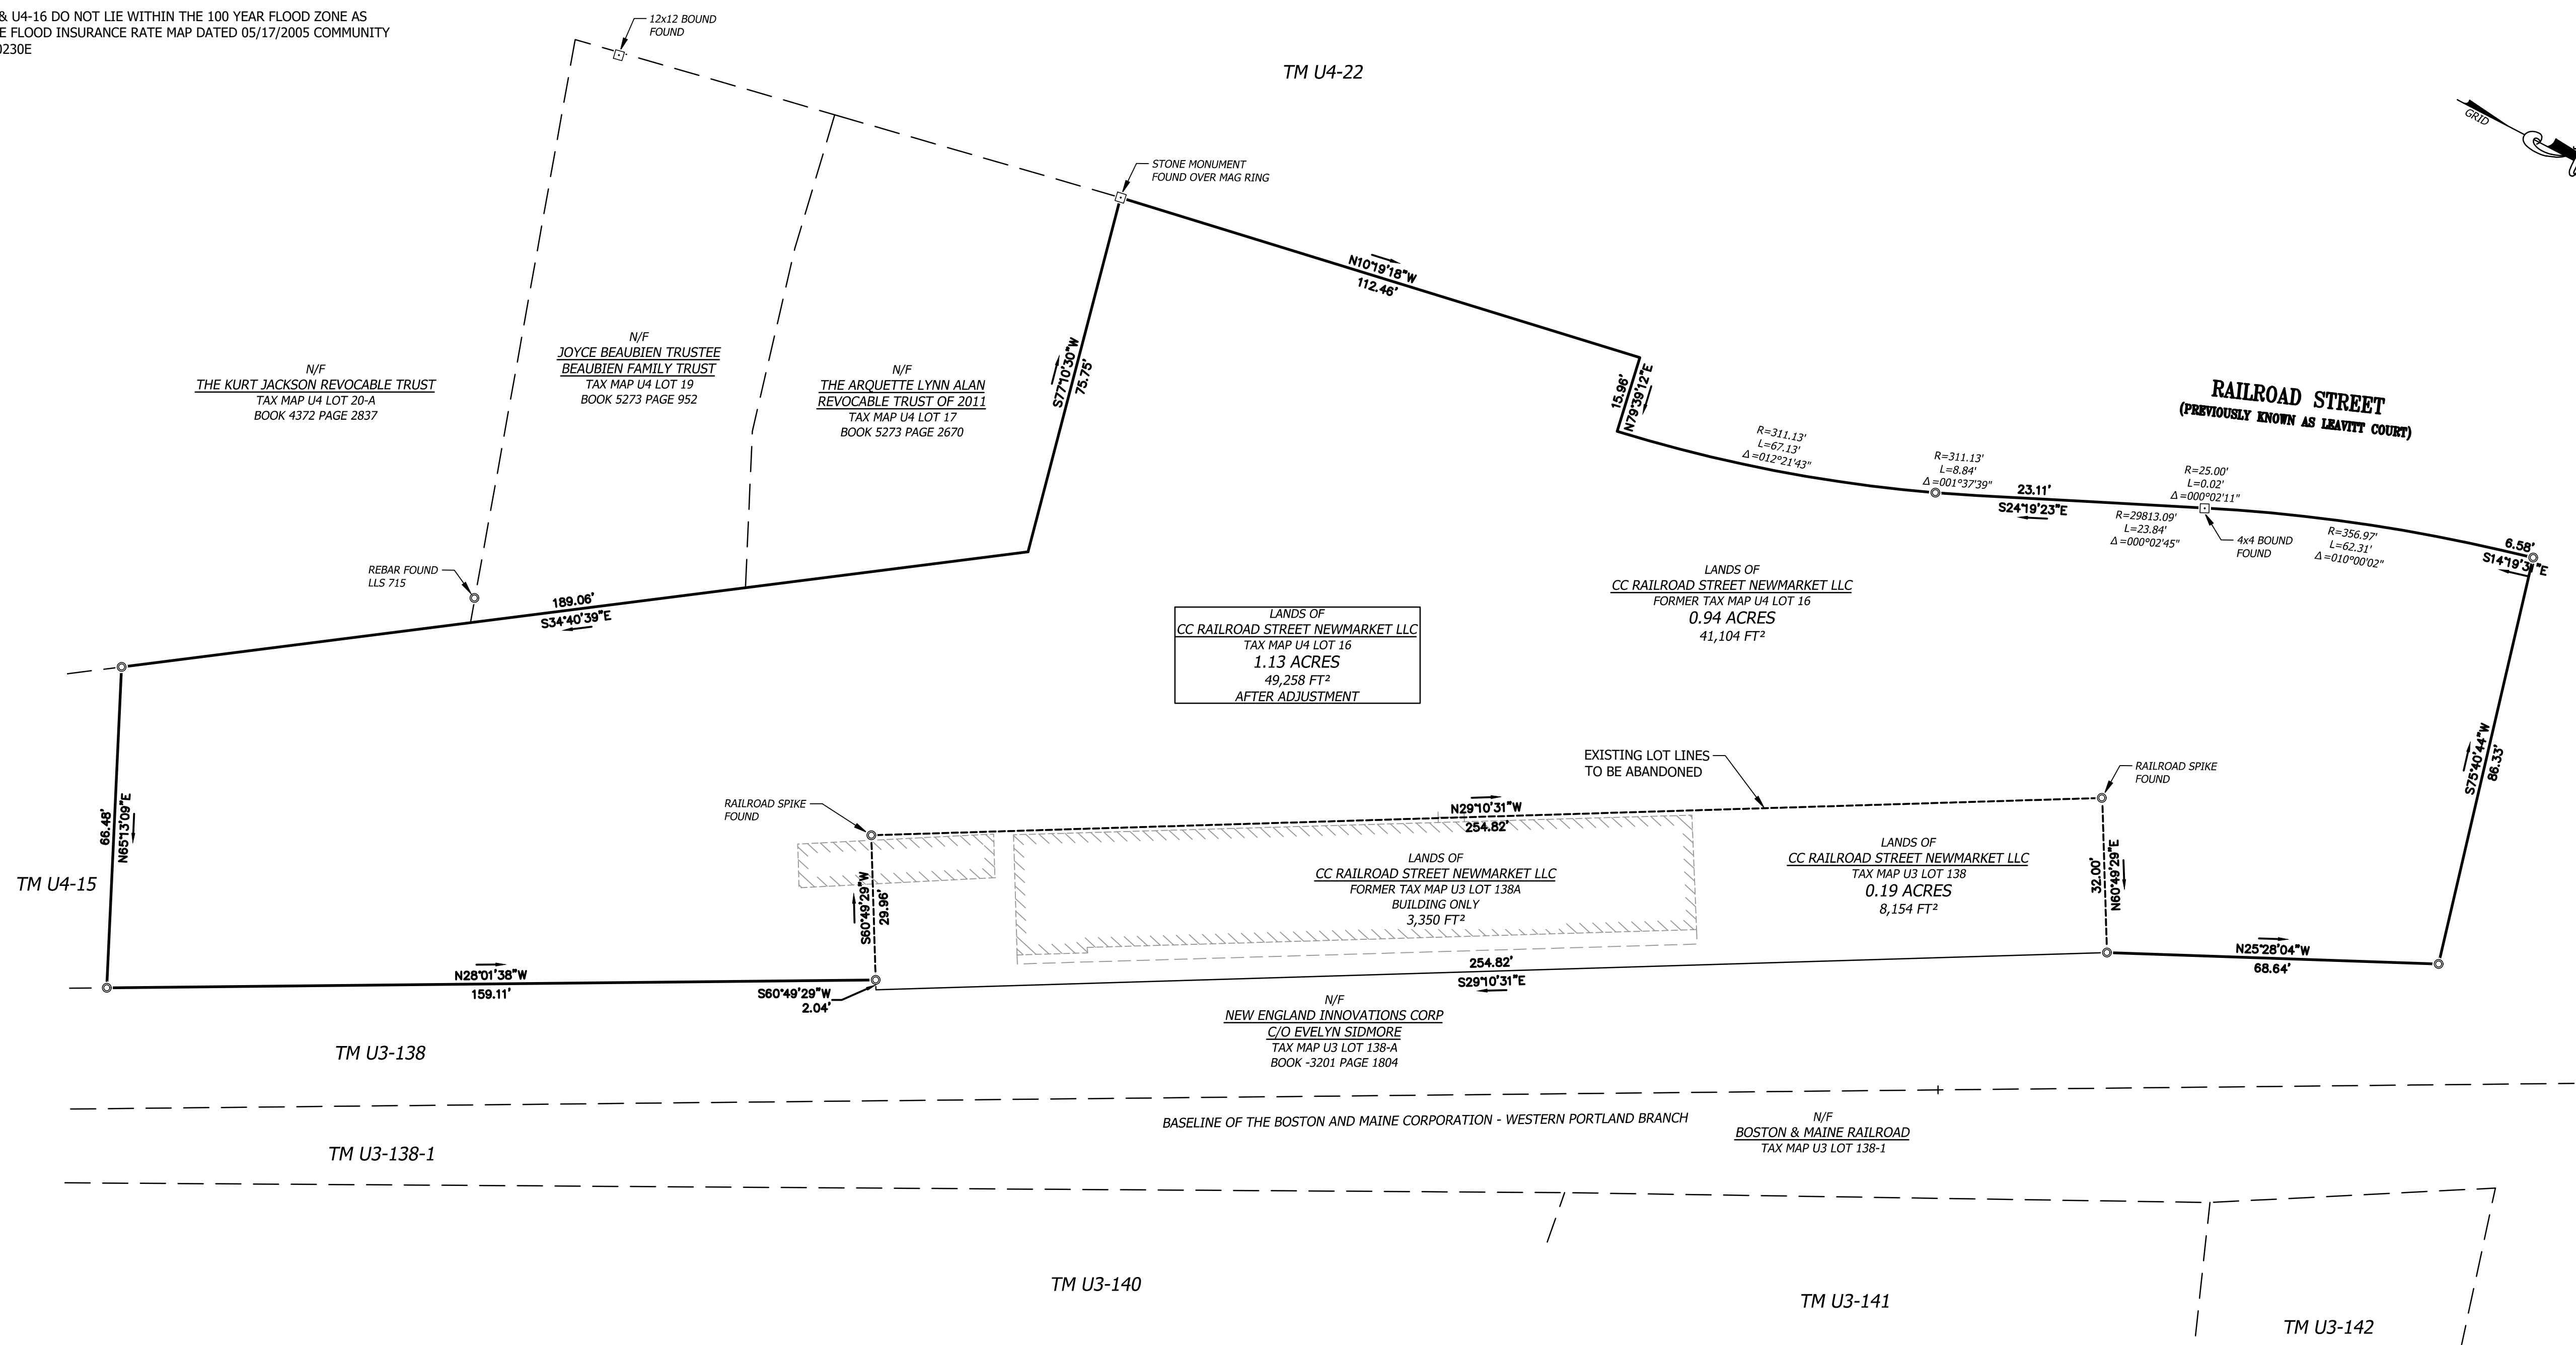 & U4-16 DO NOT LIE WITHIN THE 100 YEAR FLOOD ZONE AS
E FLOOD INSURANCE RATE MAP DATED 05/17/2005 COMMUNITY
0230E
12x12 BOUND
FOUND
TM U4-22
GRID
STONE MONUMENT
FOUND OVER MAG RING
N10°19'18"W
112.46'
S77°10'30"W
75.75'
15.96'
N79°39'12"E
N/F
THE KURT JACKSON REVOCABLE TRUST
TAX MAP U4 LOT 20-A
BOOK 4372 PAGE 2837
N/F
JOYCE BEAUBIEN TRUSTEE
BEAUBIEN FAMILY TRUST
TAX MAP U4 LOT 19
BOOK 5273 PAGE 952
N/F
THE ARQUETTE LYNN ALAN
REVOCABLE TRUST OF 2011
TAX MAP U4 LOT 17
BOOK 5273 PAGE 2670
RAILROAD STREET
(PREVIOUSLY KNOWN AS LEAVITT COURT)
R=311.13'
L=67.13'
Δ=012°21'43"
R=311.13'
L=8.84'
Δ=001°37'39"
23.11'
S24°19'23"E
R=25.00'
L=0.02'
Δ=000°02'11"
R=29813.09'
L=23.84'
Δ=000°02'45"
4x4 BOUND
FOUND
R=356.97'
L=62.31'
Δ=010°00'02"
6.58'
REBAR FOUND
LLS 715
189.06'
S34°40'39"E
LANDS OF
CC RAILROAD STREET NEWMARKET LLC
TAX MAP U4 LOT 16
1.13 ACRES
49,258 FT²
AFTER ADJUSTMENT
LANDS OF
CC RAILROAD STREET NEWMARKET LLC
FORMER TAX MAP U4 LOT 16
0.94 ACRES
41,104 FT²
S75°40'44"W
86.33'
EXISTING LOT LINES
TO BE ABANDONED
RAILROAD SPIKE
FOUND
RAILROAD SPIKE
FOUND
N29°10'31"W
254.82'
66.48'
N65°13'09"E
TM U4-15
S60°49'29"W
29.96'
LANDS OF
CC RAILROAD STREET NEWMARKET LLC
FORMER TAX MAP U3 LOT 138A
BUILDING ONLY
3,350 FT²
LANDS OF
CC RAILROAD STREET NEWMARKET LLC
TAX MAP U3 LOT 138
0.19 ACRES
8,154 FT²
32.00'
N60°49'29"E
N28°01'38"W
159.11'
S60°49'29"W
2.04'
254.82'
S29°10'31"E
N25°28'04"W
68.64'
N/F
NEW ENGLAND INNOVATIONS CORP
C/O EVELYN SIDMORE
TAX MAP U3 LOT 138-A
BOOK -3201 PAGE 1804
TM U3-138
BASELINE OF THE BOSTON AND MAINE CORPORATION - WESTERN PORTLAND BRANCH
N/F
BOSTON & MAINE RAILROAD
TAX MAP U3 LOT 138-1
TM U3-138-1
TM U3-140
TM U3-141
TM U3-142